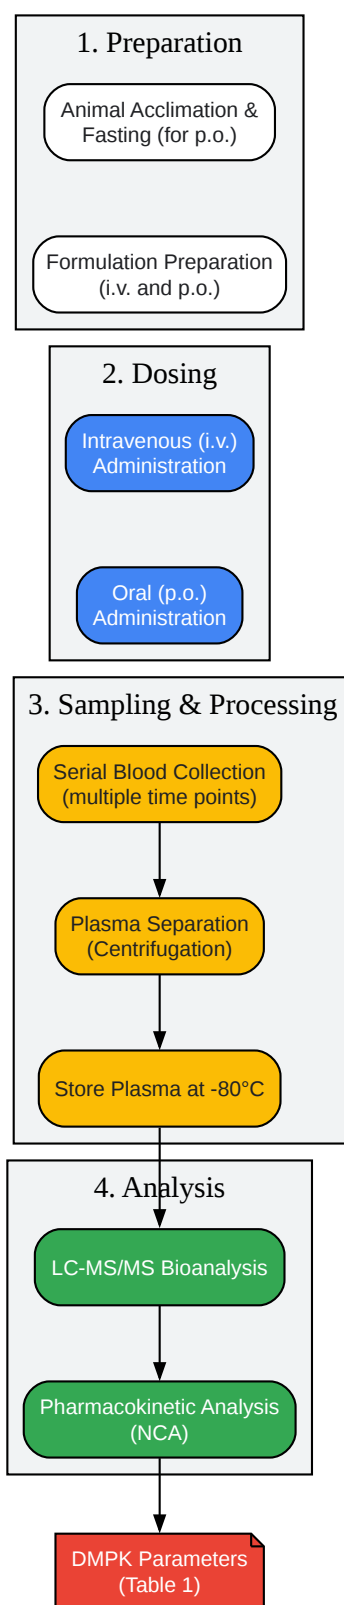 1. Preparation
Animal Acclimation &
Fasting (for p.o.)
Formulation Preparation
(i.v. and p.o.)
2. Dosing
Intravenous (i.v.)
Administration
Oral (p.o.)
Administration
3. Sampling & Processing
Serial Blood Collection
(multiple time points)
Plasma Separation
(Centrifugation)
Store Plasma at -80°C
4. Analysis
LC-MS/MS Bioanalysis
Pharmacokinetic Analysis
(NCA)
DMPK Parameters
(Table 1)